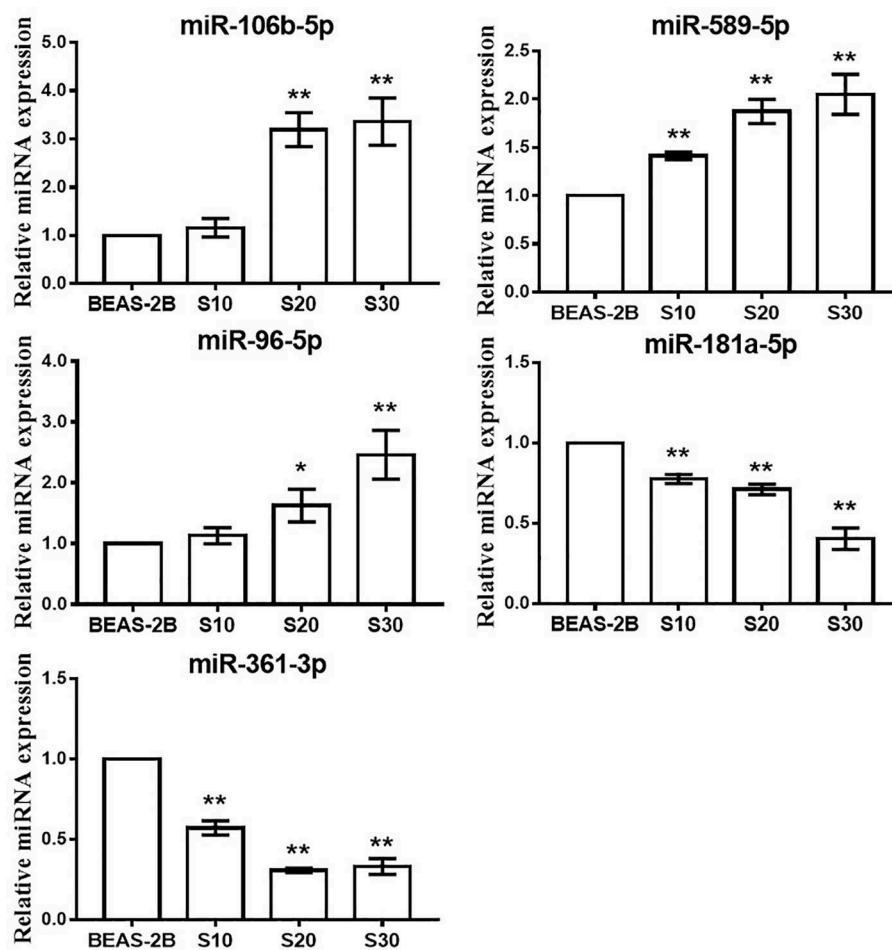 miR-106b-5p
Relative miRNA expression
5.0
4.0
3.0
2.0
1.0
0.0
**
**
BEAS-2B S10 S20 S30
miR-589-5p
Relative miRNA expression
2.5
2.0
1.5
1.0
0.5
0.0
**
**
**
BEAS-2B S10 S20 S30
miR-96-5p
Relative miRNA expression
4.0
3.0
2.0
1.0
0.0
*
**
BEAS-2B S10 S20 S30
miR-181a-5p
Relative miRNA expression
1.5
1.0
0.5
0.0
**
**
**
BEAS-2B S10 S20 S30
miR-361-3p
Relative miRNA expression
1.5
1.0
0.5
0.0
**
**
**
BEAS-2B S10 S20 S30